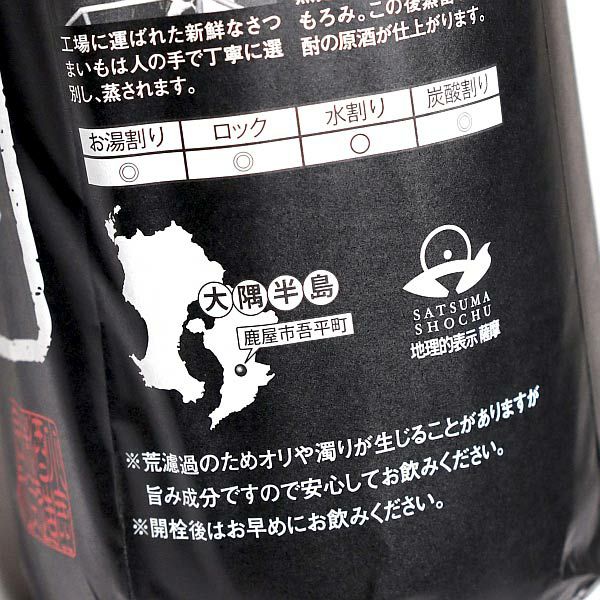 工場に運ばれた新鮮なさつ
まいもは人の手で丁寧に選
別し、蒸されます。
もろみ。この後蒸留
酎の原酒が仕上がります。
お湯割り ロック 水割り 炭酸割り
◎ ◎ ○ ◎
大隅半島
鹿屋市吾平町
SATSUMA
SHOCHU
地理的表示 薩摩
※荒濾過のためオリや濁りが生じることがありますが
旨み成分ですので安心してお飲みください。
※開栓後はお早めにお飲みください。